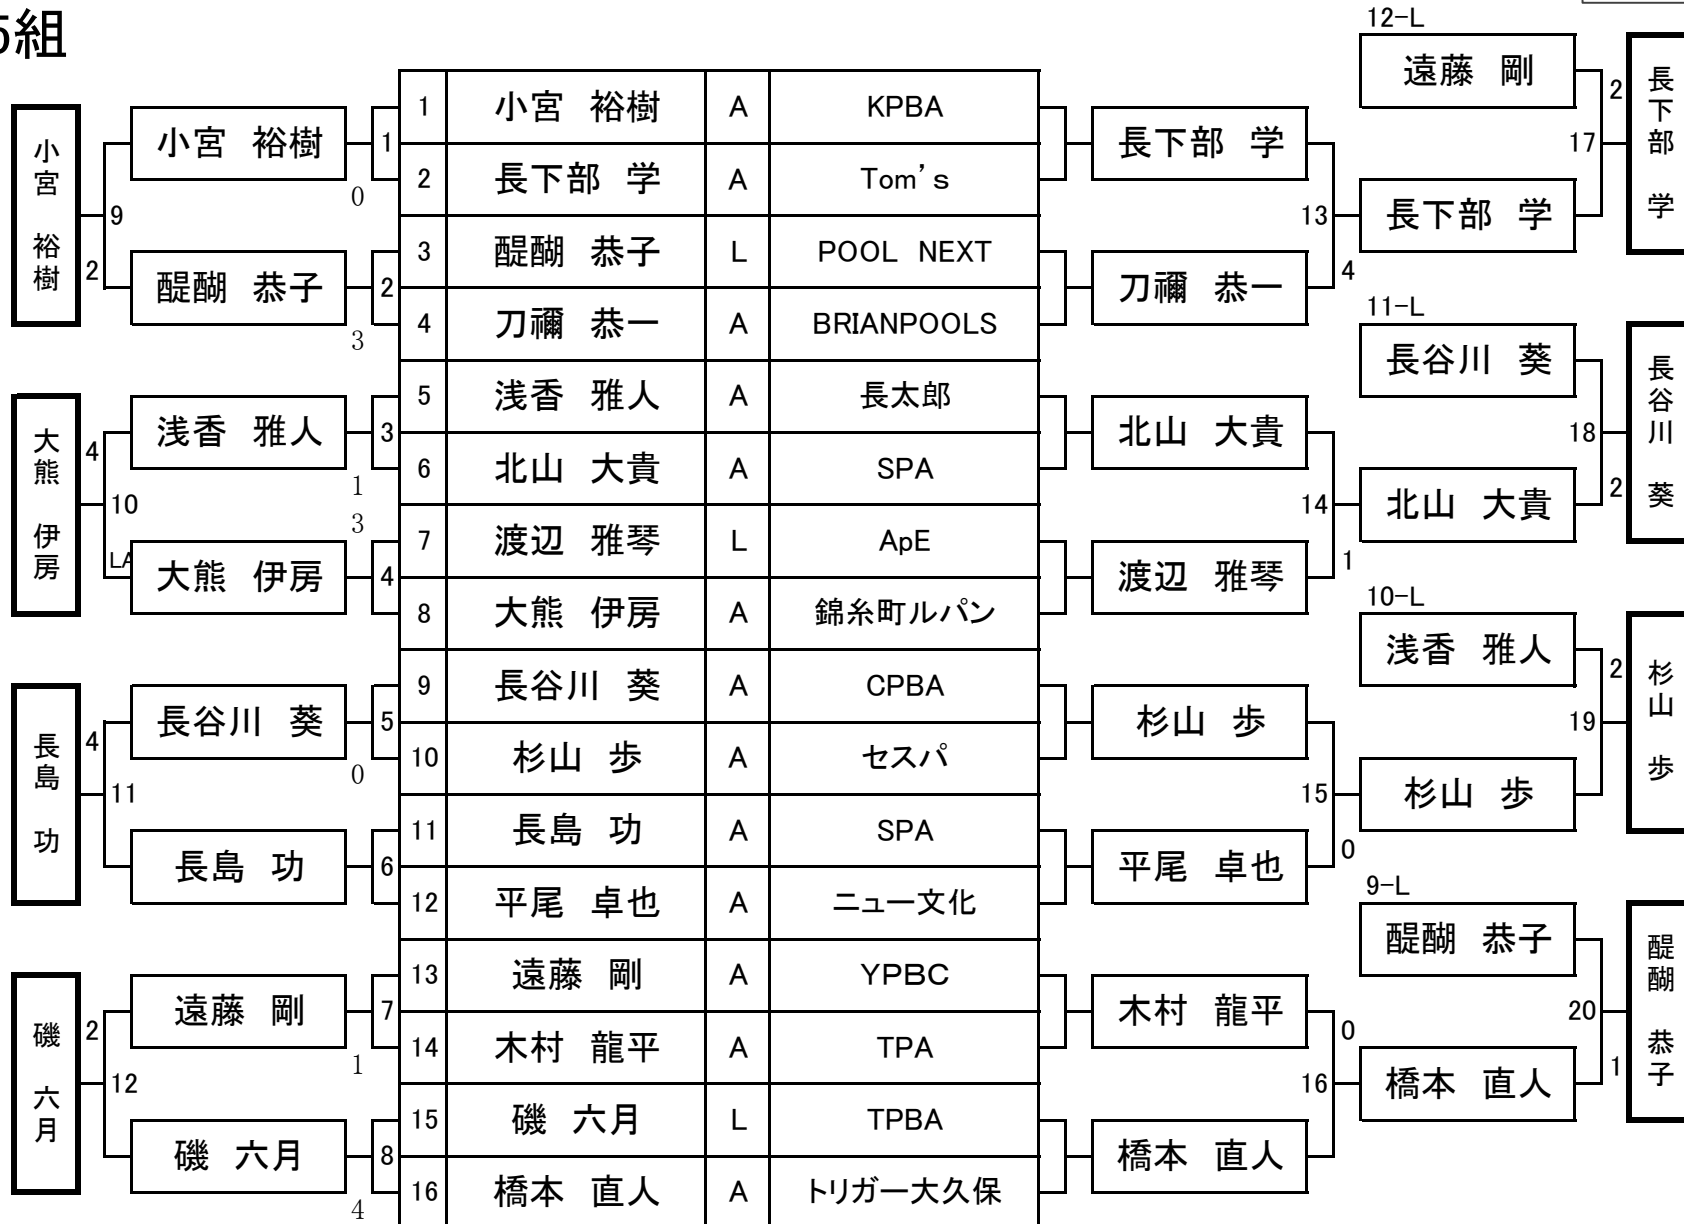 5組
12-L
遠藤 剛
2
長下部 学
17
長下部 学
1 小宮 裕樹 A KPBA
2 長下部 学 A Tom's
3 醍醐 恭子 L POOL NEXT
4 刀禰 恭一 A BRIANPOOLS
5 浅香 雅人 A 長太郎
6 北山 大貴 A SPA
7 渡辺 雅琴 L ApE
8 大熊 伊房 A 錦糸町ルパン
9 長谷川 葵 A CPBA
10 杉山 歩 A セスパ
11 長島 功 A SPA
12 平尾 卓也 A ニュー文化
13 遠藤 剛 A YPBC
14 木村 龍平 A TPA
15 磯 六月 L TPBA
16 橋本 直人 A トリガー大久保
小宮 裕樹
9
2
小宮 裕樹
1
0
醍醐 恭子
2
3
大熊 伊房
4
10
LA
浅香 雅人
3
1
3
大熊 伊房
4
長島 功
4
11
長谷川 葵
5
0
長島 功
6
磯 六月
2
12
遠藤 剛
7
1
磯 六月
8
4
長下部 学
13
刀禰 恭一
4
北山 大貴
14
渡辺 雅琴
1
杉山 歩
15
平尾 卓也
0
木村 龍平
0
16
橋本 直人
11-L
長谷川 葵
18
北山 大貴
2
長谷川 葵
10-L
浅香 雅人
2
19
杉山 歩
杉山 歩
9-L
醍醐 恭子
20
橋本 直人
1
醍醐 恭子